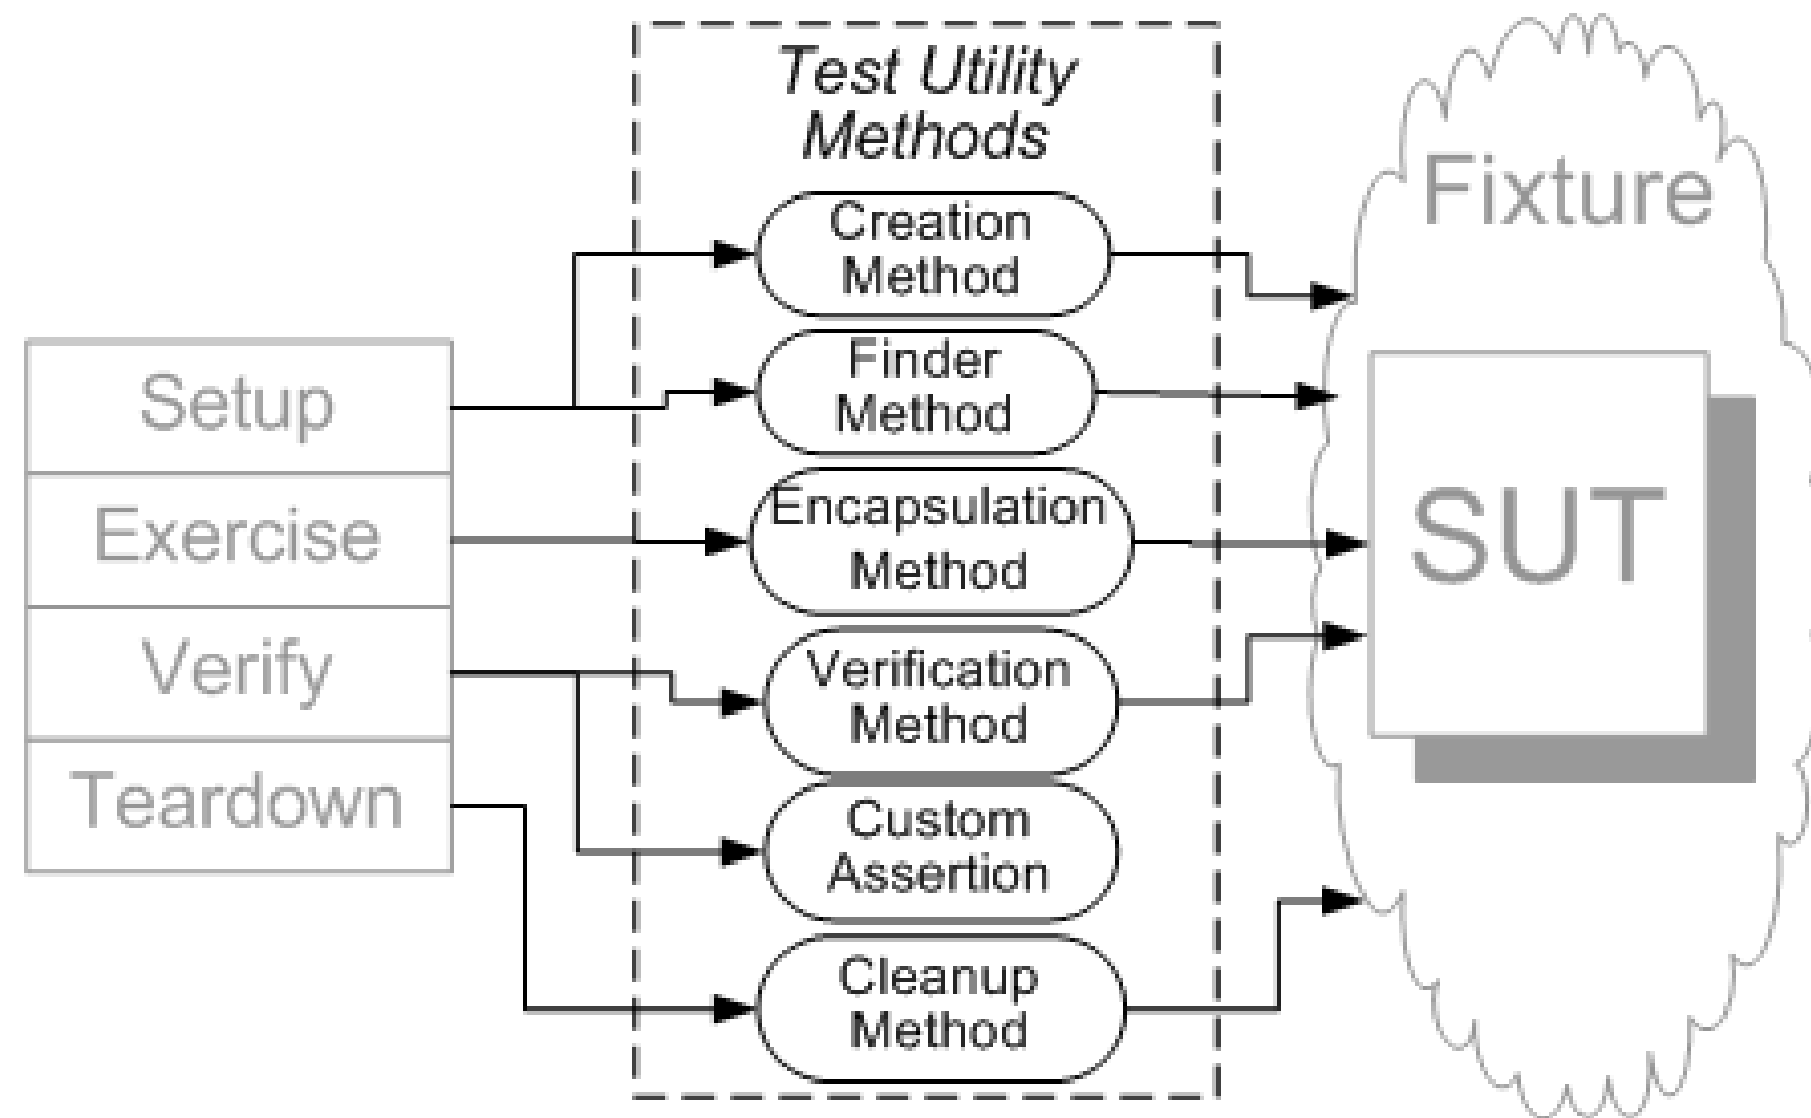 Test Utility
Methods
Creation
Method
Finder
Method
Encapsulation
Method
Verification
Method
Custom
Assertion
Cleanup
Method
Setup
Exercise
Verify
Teardown
Fixture
SUT